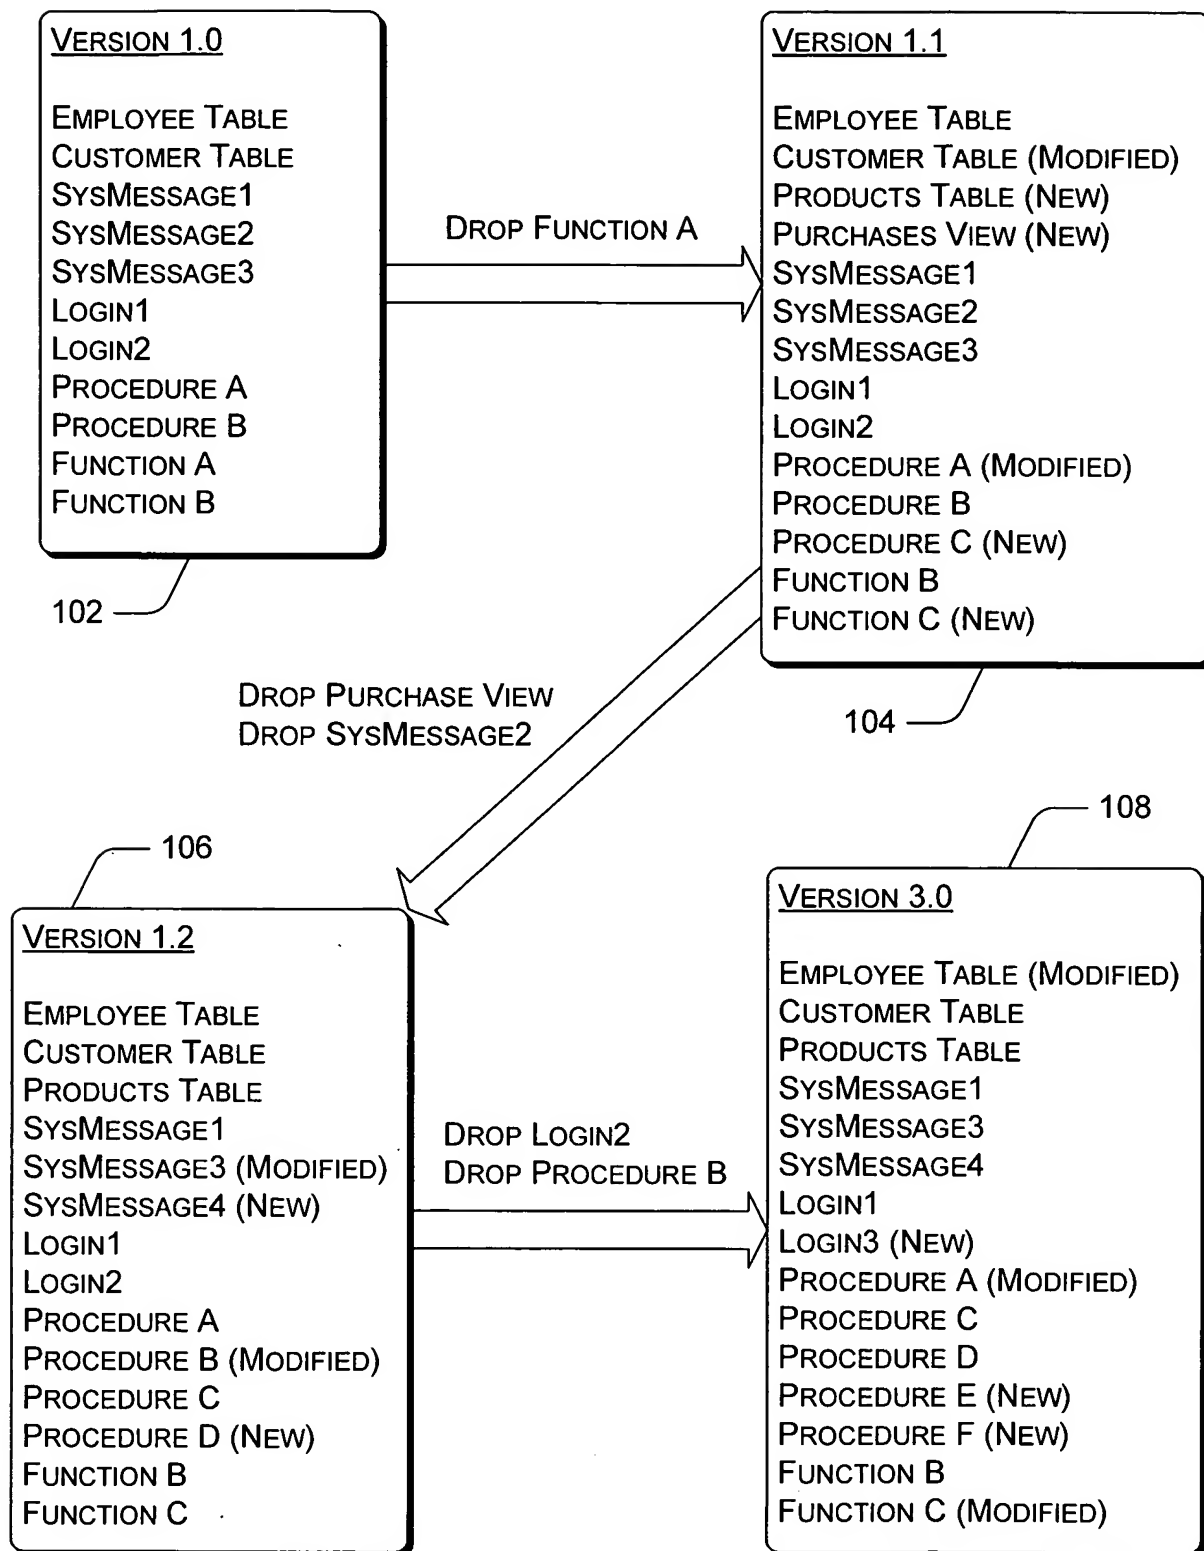 VERSION 1.0
EMPLOYEE TABLE
CUSTOMER TABLE
SYSMESSAGE1
SYSMESSAGE2
SYSMESSAGE3
LOGIN1
LOGIN2
PROCEDURE A
PROCEDURE B
FUNCTION A
FUNCTION B
102
DROP FUNCTION A
VERSION 1.1
EMPLOYEE TABLE
CUSTOMER TABLE (MODIFIED)
PRODUCTS TABLE (NEW)
PURCHASES VIEW (NEW)
SYSMESSAGE1
SYSMESSAGE2
SYSMESSAGE3
LOGIN1
LOGIN2
PROCEDURE A (MODIFIED)
PROCEDURE B
PROCEDURE C (NEW)
FUNCTION B
FUNCTION C (NEW)
104
DROP PURCHASE VIEW
DROP SYSMESSAGE2
106
VERSION 1.2
EMPLOYEE TABLE
CUSTOMER TABLE
PRODUCTS TABLE
SYSMESSAGE1
SYSMESSAGE3 (MODIFIED)
SYSMESSAGE4 (NEW)
LOGIN1
LOGIN2
PROCEDURE A
PROCEDURE B (MODIFIED)
PROCEDURE C
PROCEDURE D (NEW)
FUNCTION B
FUNCTION C
DROP LOGIN2
DROP PROCEDURE B
108
VERSION 3.0
EMPLOYEE TABLE (MODIFIED)
CUSTOMER TABLE
PRODUCTS TABLE
SYSMESSAGE1
SYSMESSAGE3
SYSMESSAGE4
LOGIN1
LOGIN3 (NEW)
PROCEDURE A (MODIFIED)
PROCEDURE C
PROCEDURE D
PROCEDURE E (NEW)
PROCEDURE F (NEW)
FUNCTION B
FUNCTION C (MODIFIED)